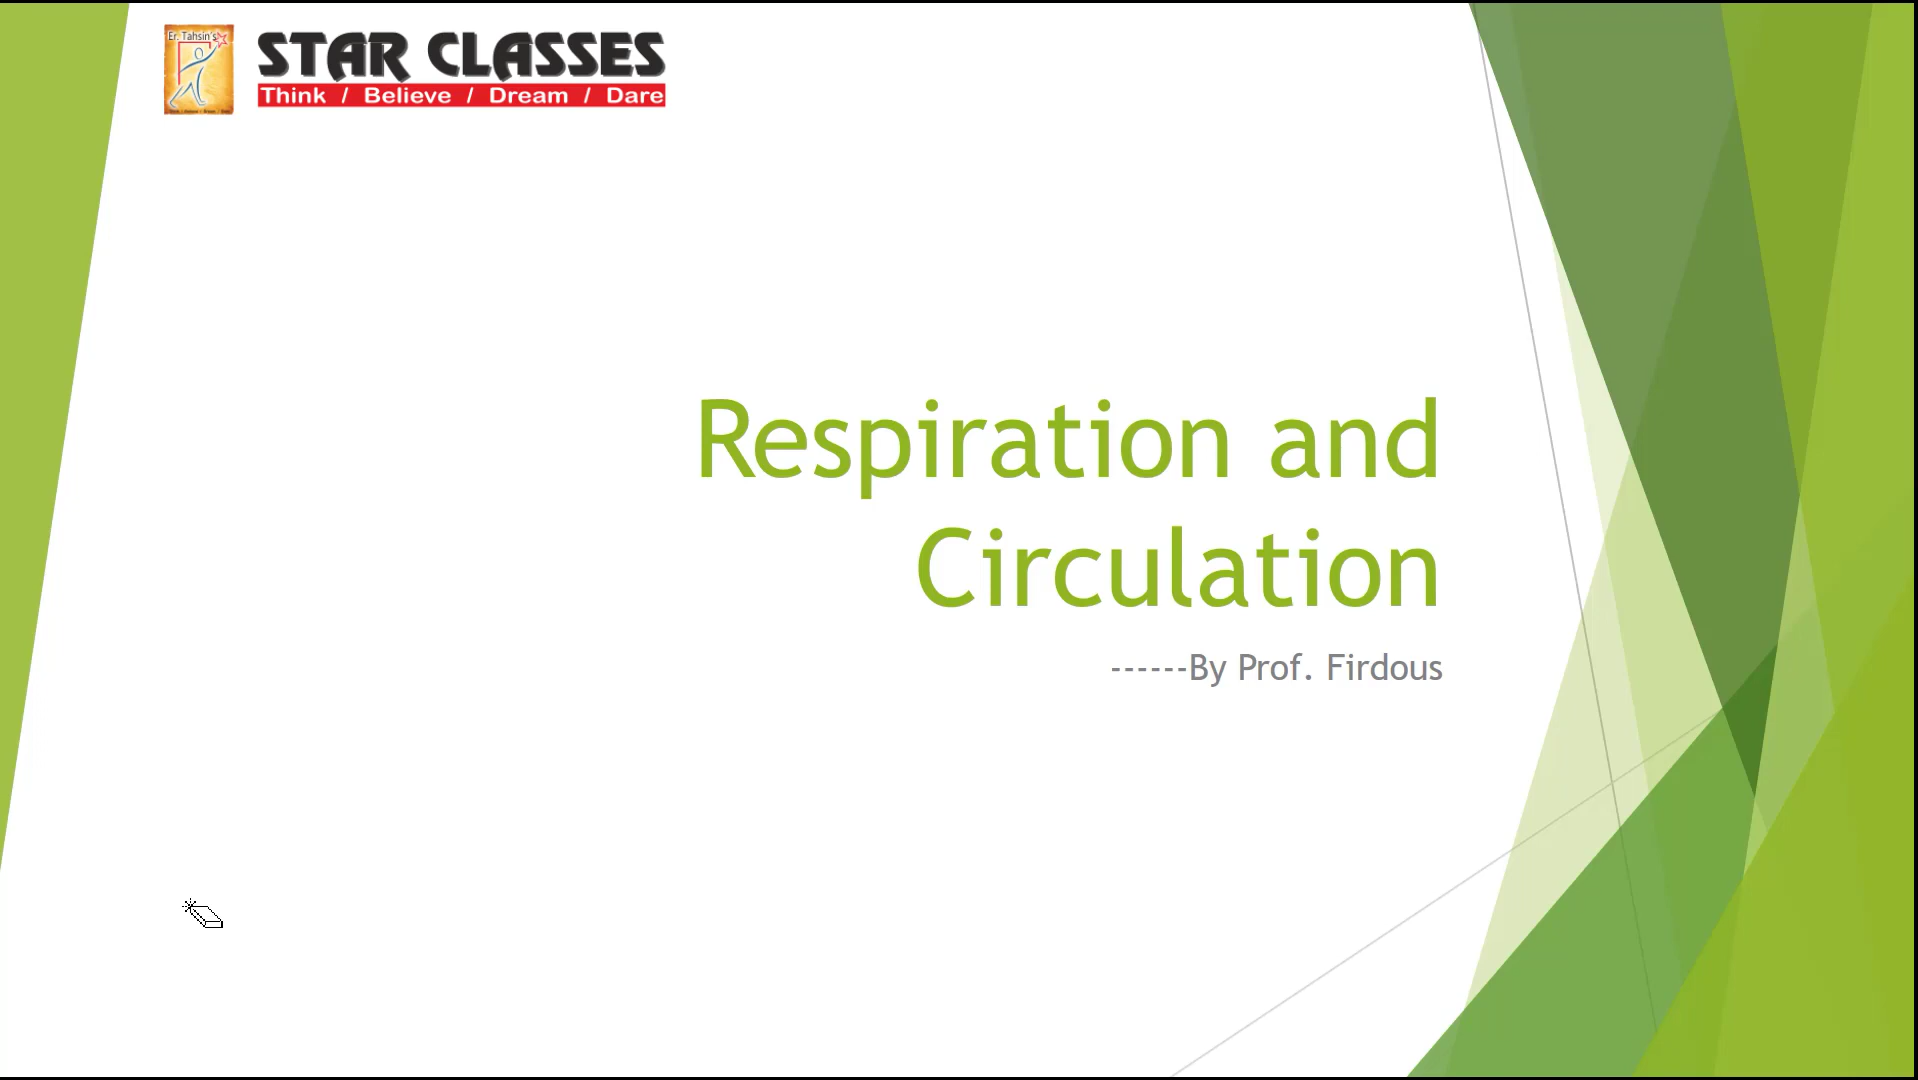 Er. Tahsin's
STAR CLASSES
Think / Believe / Dream / Dare
Respiration and
Circulation
------By Prof. Firdous